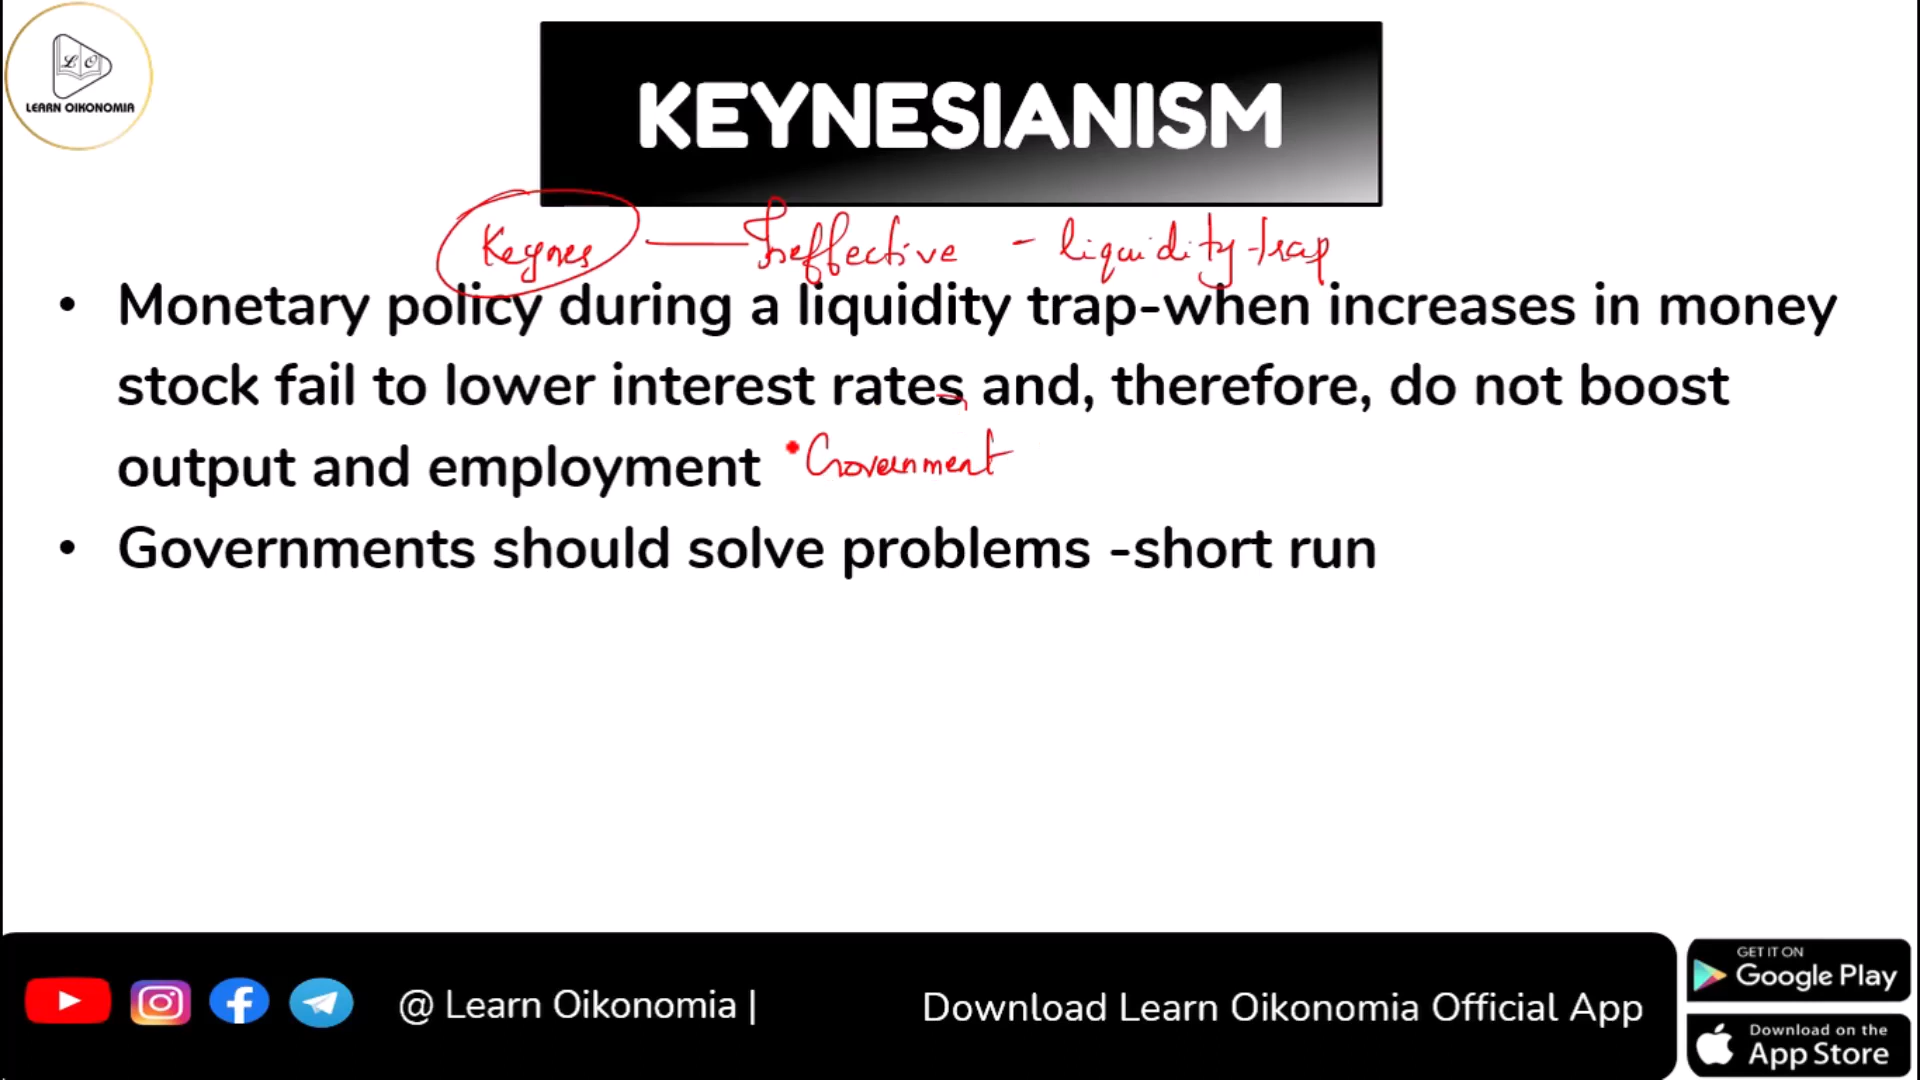 L O
LEARN OIKONOMIA
KEYNESIANISM
Keynes — Ineffective - liquidity-trap
• Monetary policy during a liquidity trap-when increases in money
stock fail to lower interest rates and, therefore, do not boost
output and employment • Government
• Governments should solve problems -short run
@ Learn Oikonomia |
Download Learn Oikonomia Official App
GET IT ON
Google Play
Download on the
App Store